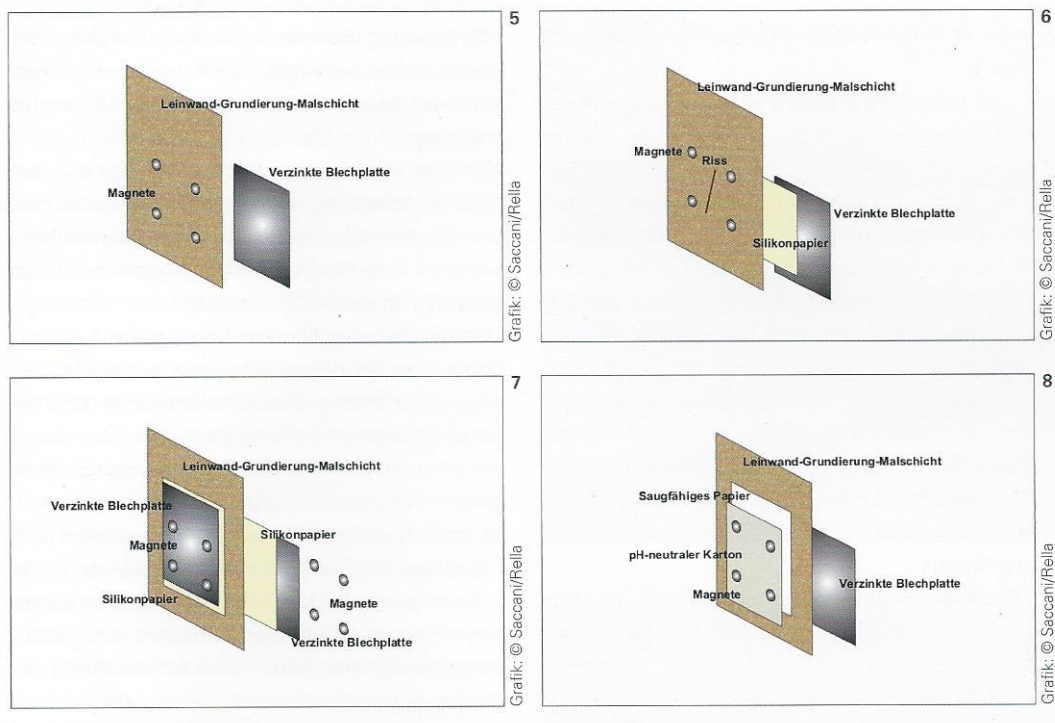 5
Leinwand-Grundierung-Malschicht
Verzinkte Blechplatte
Magnete
Grafik: © Saccani/Rella
6
Leinwand-Grundierung-Malschicht
Magnete
Riss
Verzinkte Blechplatte
Silikonpapier
Grafik: © Saccani/Rella
7
Leinwand-Grundierung-Malschicht
Verzinkte Blechplatte
Silikonpapier
Magnete
Silikonpapier
Magnete
Verzinkte Blechplatte
Grafik: © Saccani/Rella
8
Leinwand-Grundierung-Malschicht
Saugfähiges Papier
pH-neutraler Karton
Verzinkte Blechplatte
Magnete
Grafik: © Saccani/Rella